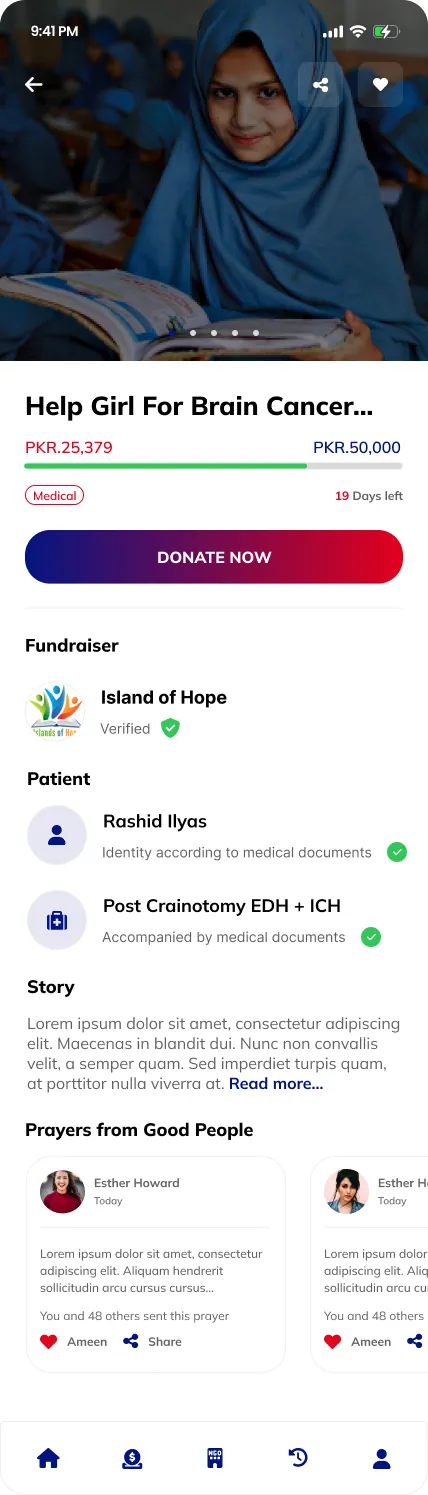 9:41 PM
Help Girl For Brain Cancer...
PKR.25,379 PKR.50,000
Medical 19 Days left
DONATE NOW
Fundraiser
Islands of Hope
Island of Hope
Verified
Patient
Rashid Ilyas
Identity according to medical documents
Post Crainotomy EDH + ICH
Accompanied by medical documents
Story
Lorem ipsum dolor sit amet, consectetur adipiscing
elit. Maecenas in blandit dui. Nunc non convallis
velit, a semper quam. Sed imperdiet turpis quam,
at porttitor nulla viverra at. Read more...
Prayers from Good People
Esther Howard
Today
Lorem ipsum dolor sit amet, consectetur
adipiscing elit. Aliquam hendrerit
sollicitudin arcu cursus cursus...
You and 48 others sent this prayer
Ameen Share
Esther H
Today
Lorem ipsum dolor
adipiscing elit. Aliq
sollicitudin arcu cu
You and 48 others
Ameen
NGO